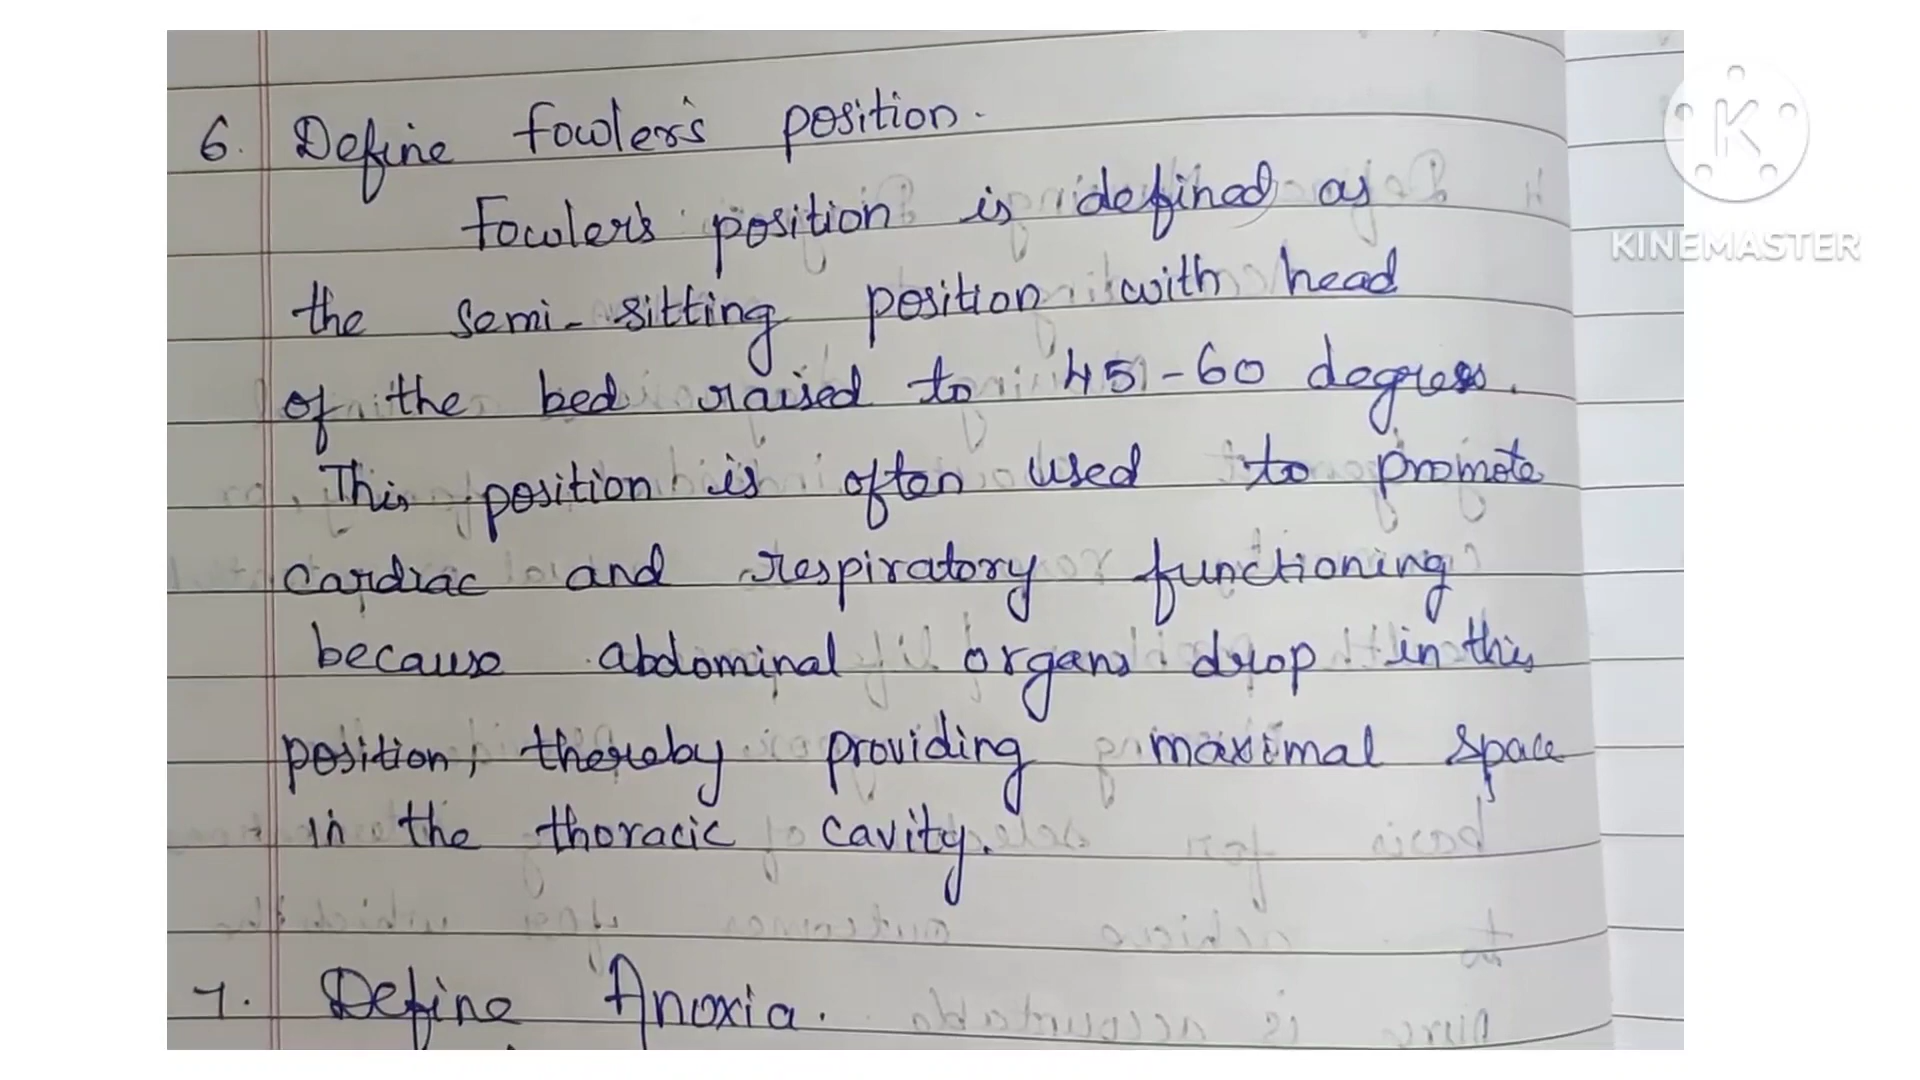 6. Define Fowler's position.
Fowler's position is defined as
the semi-sitting position with head
of the bed raised to 45-60 degrees.
This position is often used to promote
cardiac and respiratory functioning
because abdominal organs drop in this
position, thereby providing maximal space
in the thoracic cavity.
7. Define Anoxia.
K
KINEMASTER